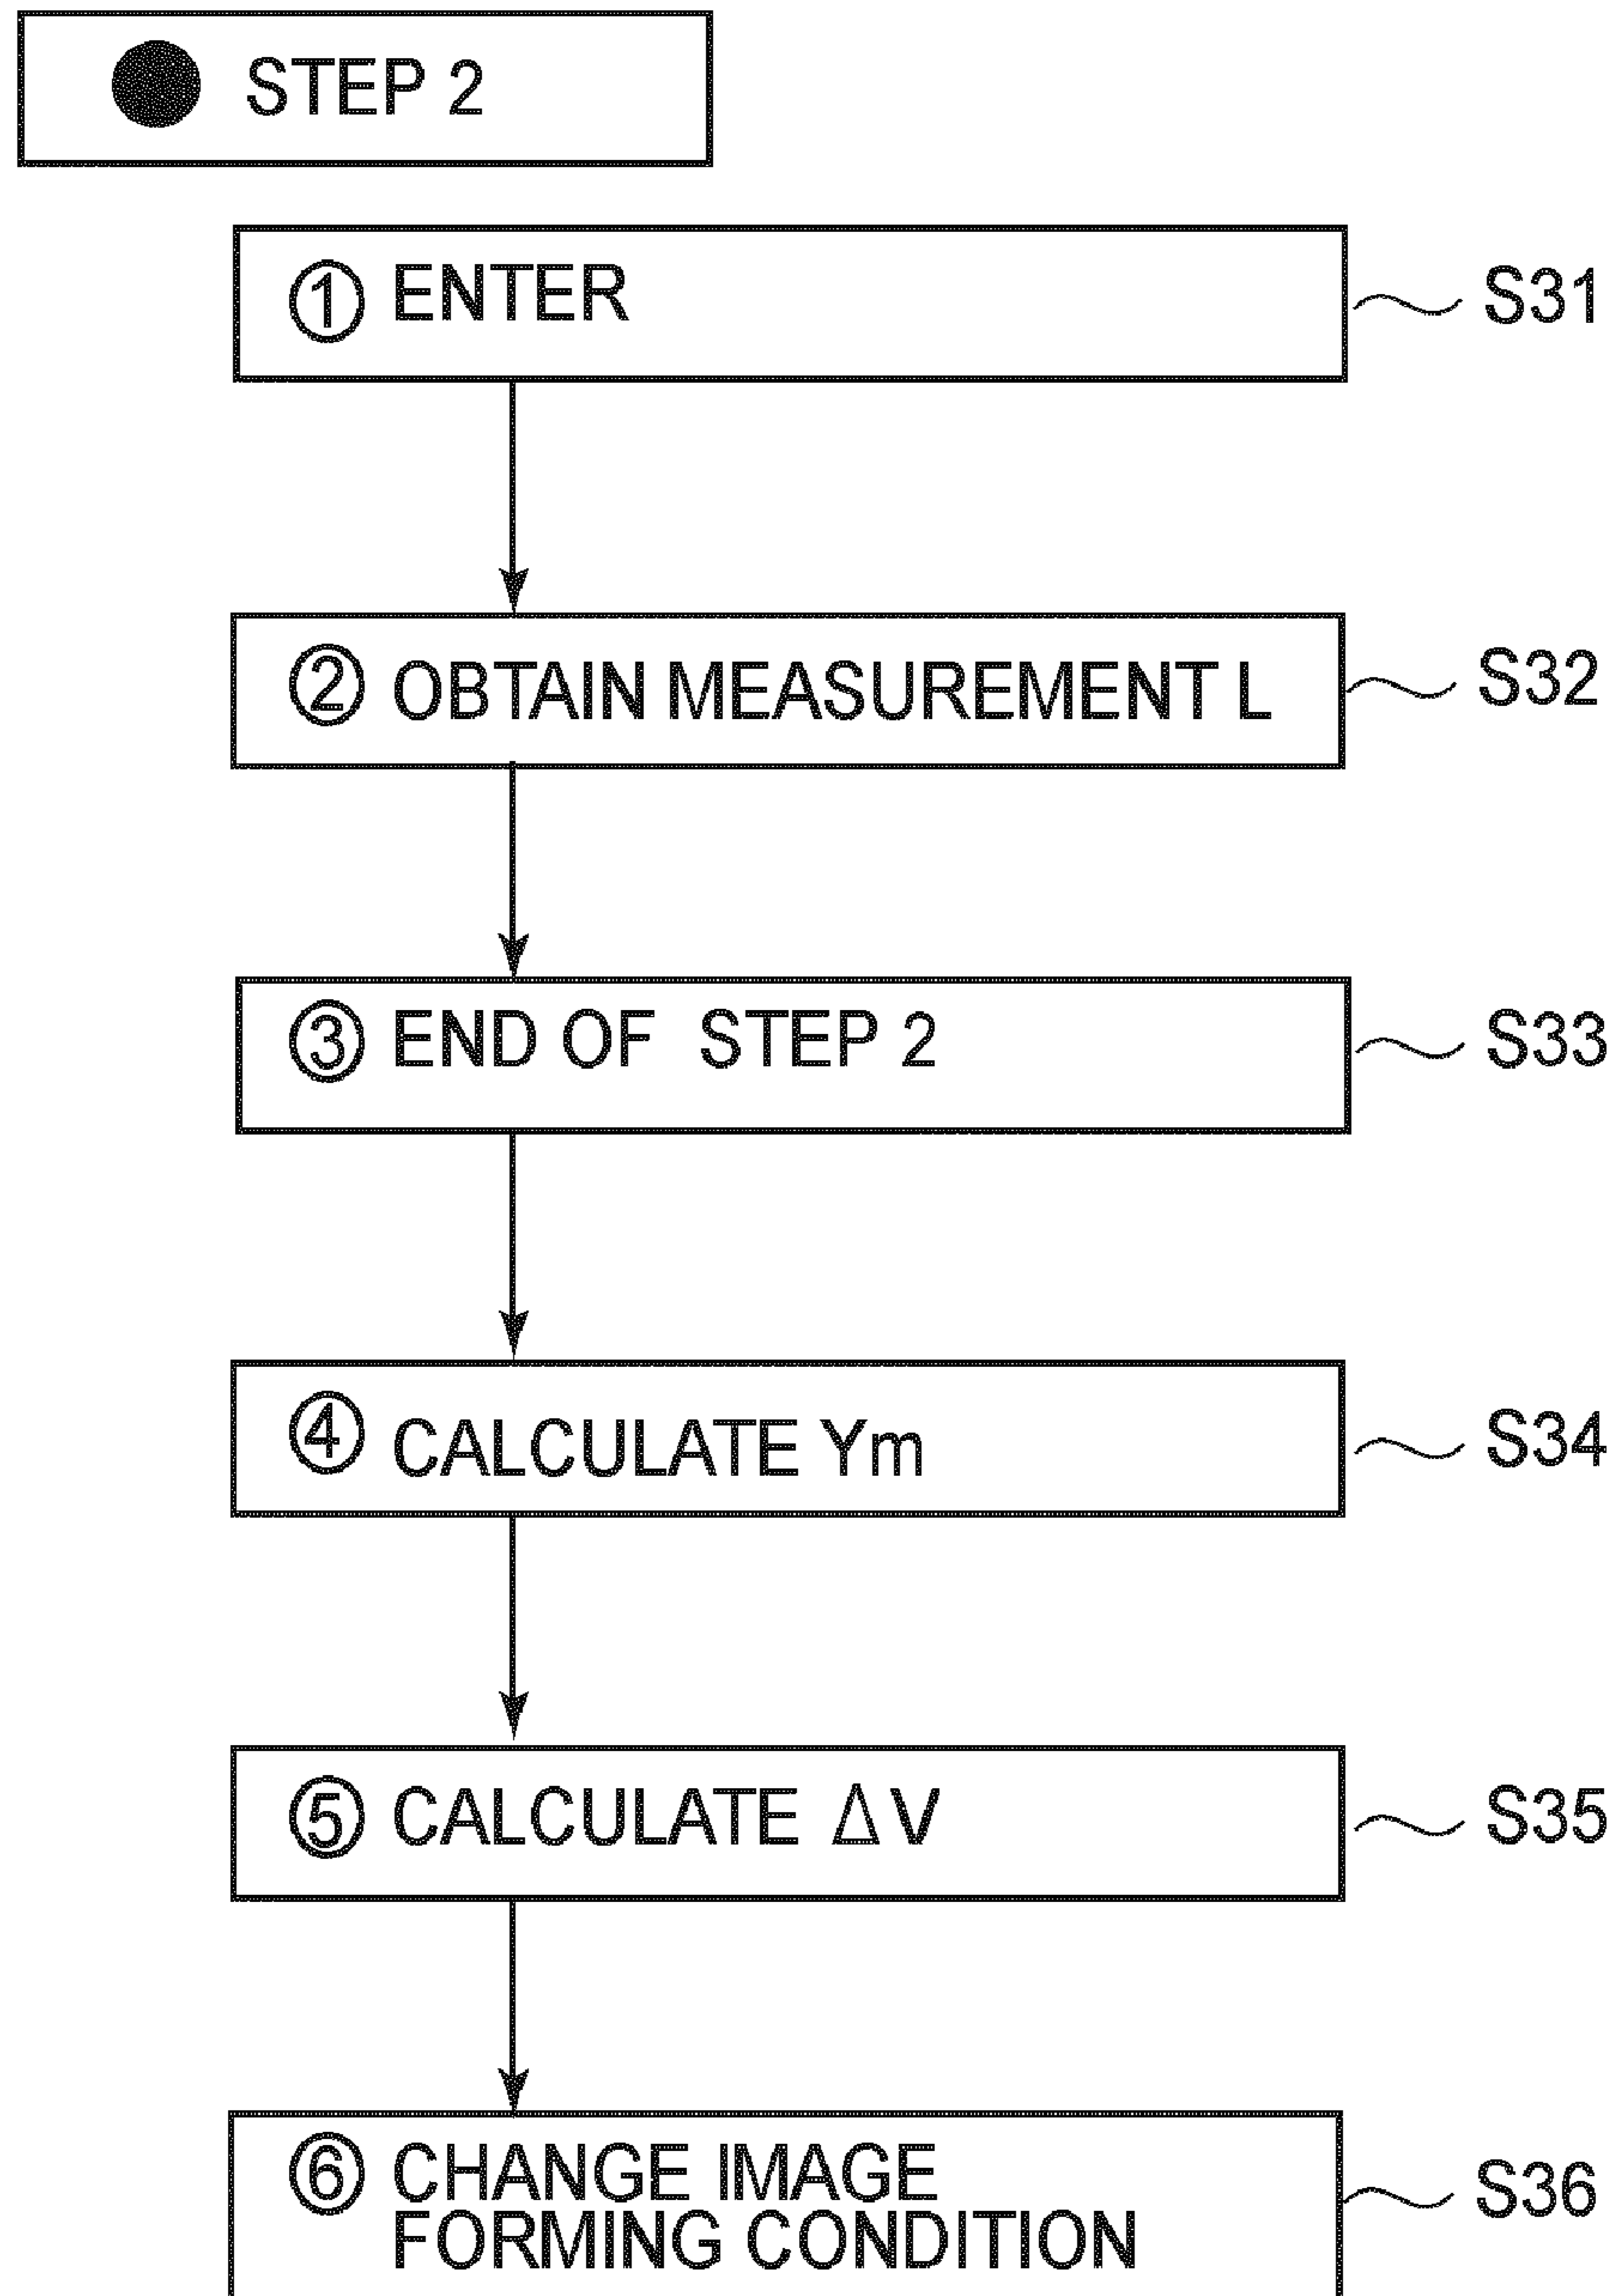 ● STEP 2
① ENTER
S31
② OBTAIN MEASUREMENT L
S32
③ END OF STEP 2
S33
④ CALCULATE Ym
S34
⑤ CALCULATE ΔV
S35
⑥ CHANGE IMAGE
FORMING CONDITION
S36